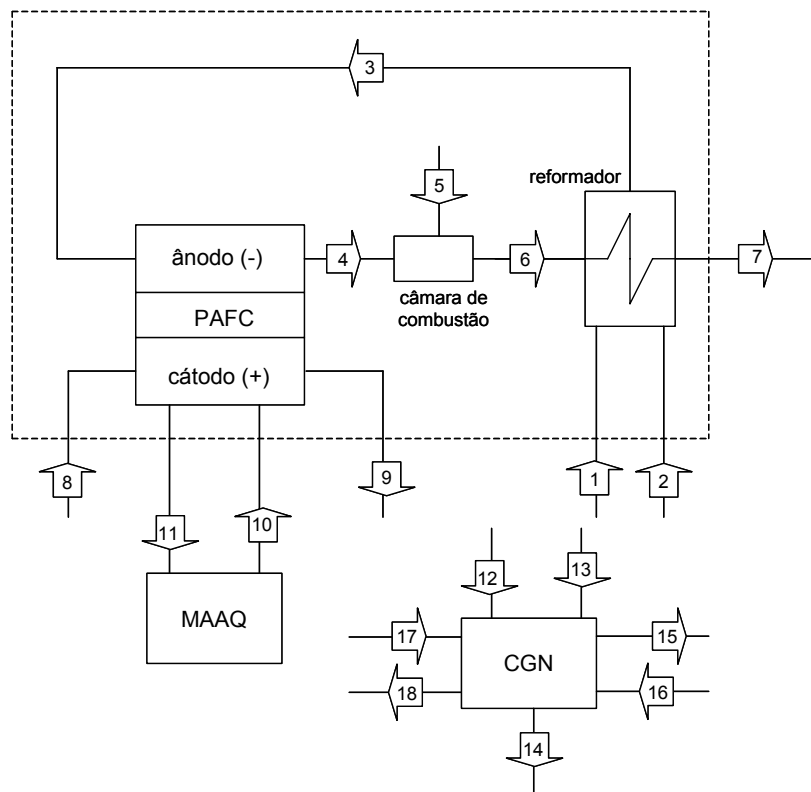 3
reformador
5
ânodo (-)
4
6
7
câmara de
combustão
PAFC
cátodo (+)
8
9
1
2
11
10
12
13
MAAQ
17
CGN
15
18
16
14